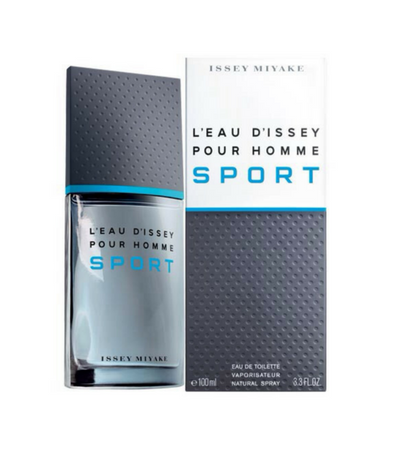 ISSEY MIYAKE
L'EAU D'ISSEY
POUR HOMME
SPORT
EAU DE TOILETTE
VAPORISATEUR
NATURAL SPRAY
℮100ml
3.3 FL.OZ.
L'EAU D'ISSEY
POUR HOMME
SPORT
ISSEY MIYAKE